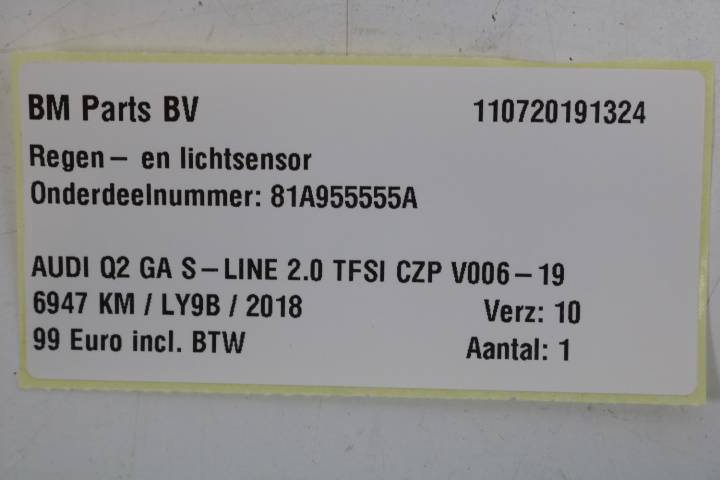 BM Parts BV 110720191324
Regen- en lichtsensor
Onderdeelnummer: 81A955555A
AUDI Q2 GA S-LINE 2.0 TFSI CZP V006-19
6947 KM / LY9B / 2018 Verz: 10
99 Euro incl. BTW Aantal: 1